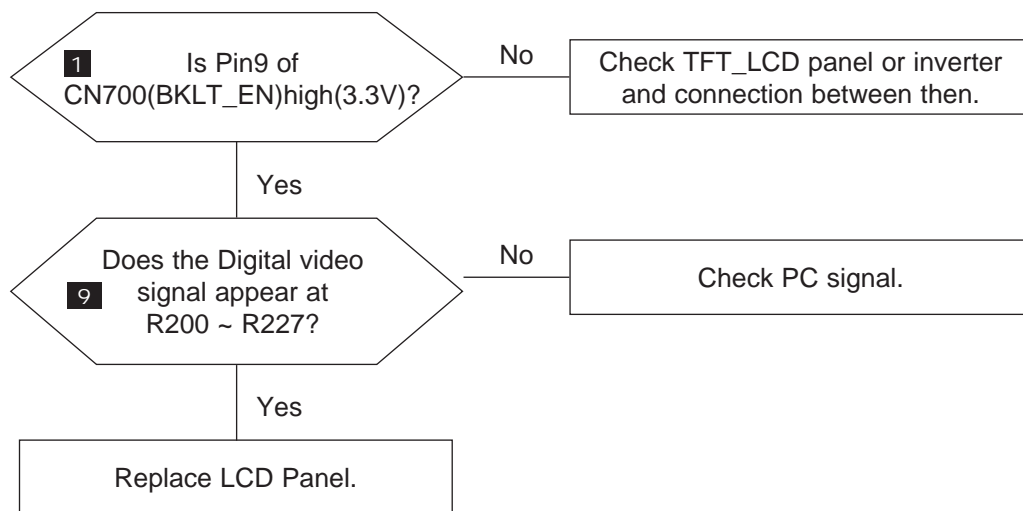 1
Is Pin9 of
CN700(BKLT_EN)high(3.3V)?
No
Check TFT_LCD panel or inverter
and connection between then.
Yes
Does the Digital video
9
signal appear at
R200 ~ R227?
No
Check PC signal.
Yes
Replace LCD Panel.